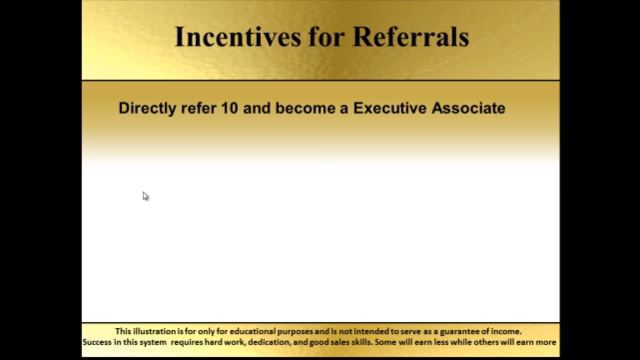 Incentives for Referrals
Directly refer 10 and become a Executive Associate
This illustration is for only for educational purposes and is not intended to serve as a guarantee of income.
Success in this system requires hard work, dedication, and good sales skills. Some will earn less while others will earn more